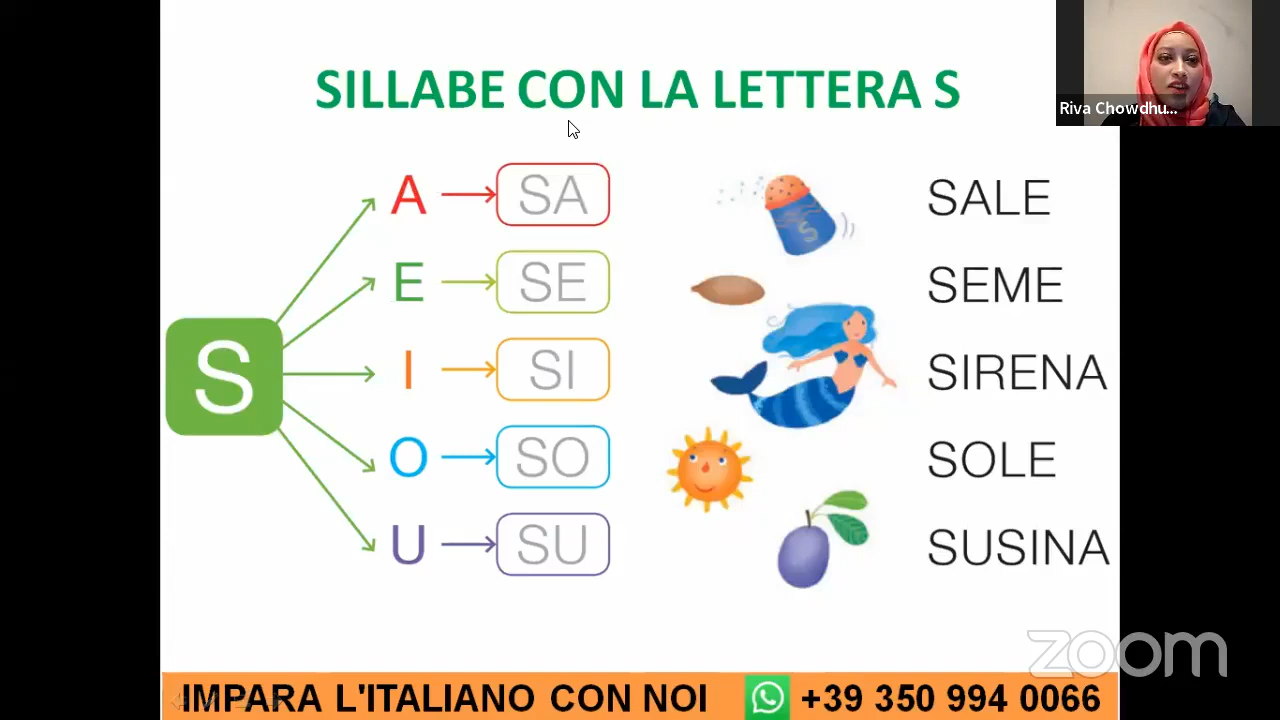 SILLABE CON LA LETTERA S
Riva Chowdhu...
S
A SA SALE
E SE SEME
I SI SIRENA
O SO SOLE
U SU SUSINA
S
zoom
IMPARA L'ITALIANO CON NOI +39 350 994 0066